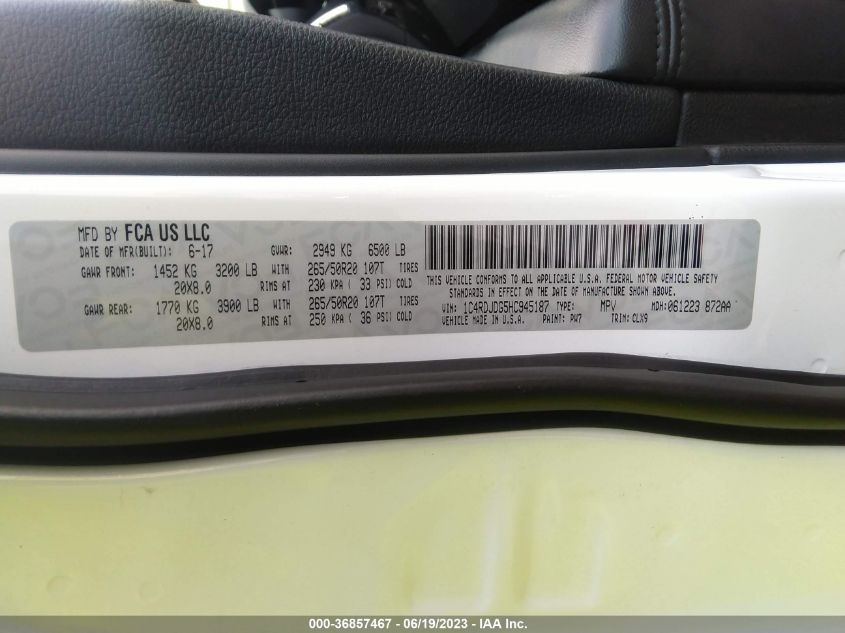 MFD BY FCA US LLC
DATE OF MFR(BUILT): 6-17 GVWR: 2949 KG 6500 LB
GAWR FRONT: 1452 KG 3200 LB WITH 265/50R20 107T TIRES
20X8.0 RIMS AT 230 KPA ( 33 PSI) COLD
GAWR REAR: 1770 KG 3900 LB WITH 265/50R20 107T TIRES
20X8.0 RIMS AT 250 KPA ( 36 PSI) COLD
THIS VEHICLE CONFORMS TO ALL APPLICABLE U.S.A. FEDERAL MOTOR VEHICLE SAFETY
STANDARDS IN EFFECT ON THE DATE OF MANUFACTURE SHOWN ABOVE.
VIN: 1C4RDJDG5HC945187 TYPE: MPV MDH: 061223 872AA
VEHICLE MADE IN U.S.A. PAINT: PW7 TRIM: CLX9
000-36857467 - 06/19/2023 - IAA Inc.